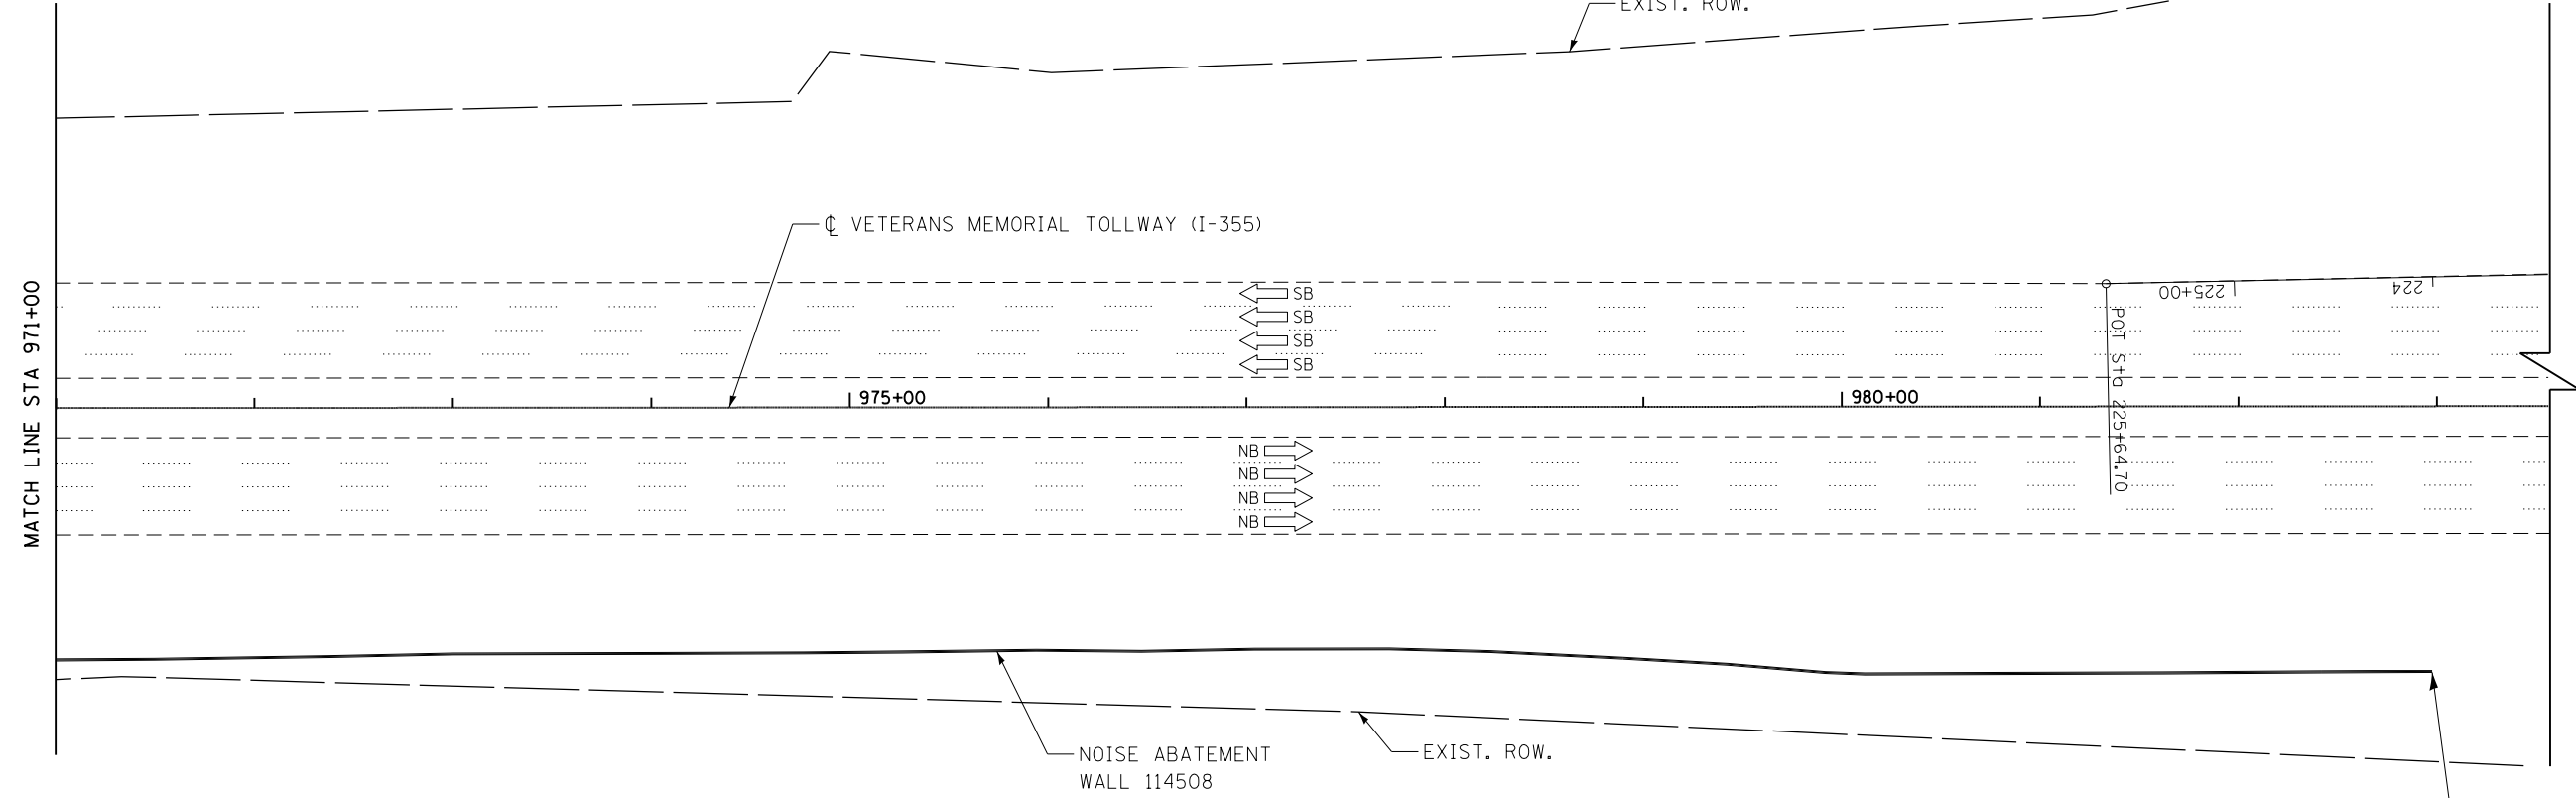 EXIST. ROW.
℄ VETERANS MEMORIAL TOLLWAY (I-355)
MATCH LINE STA 971+00
SB
SB
SB
SB
225+00
224
POT Sta 225+64.70
975+00
980+00
NB
NB
NB
NB
NOISE ABATEMENT
WALL 114508
EXIST. ROW.